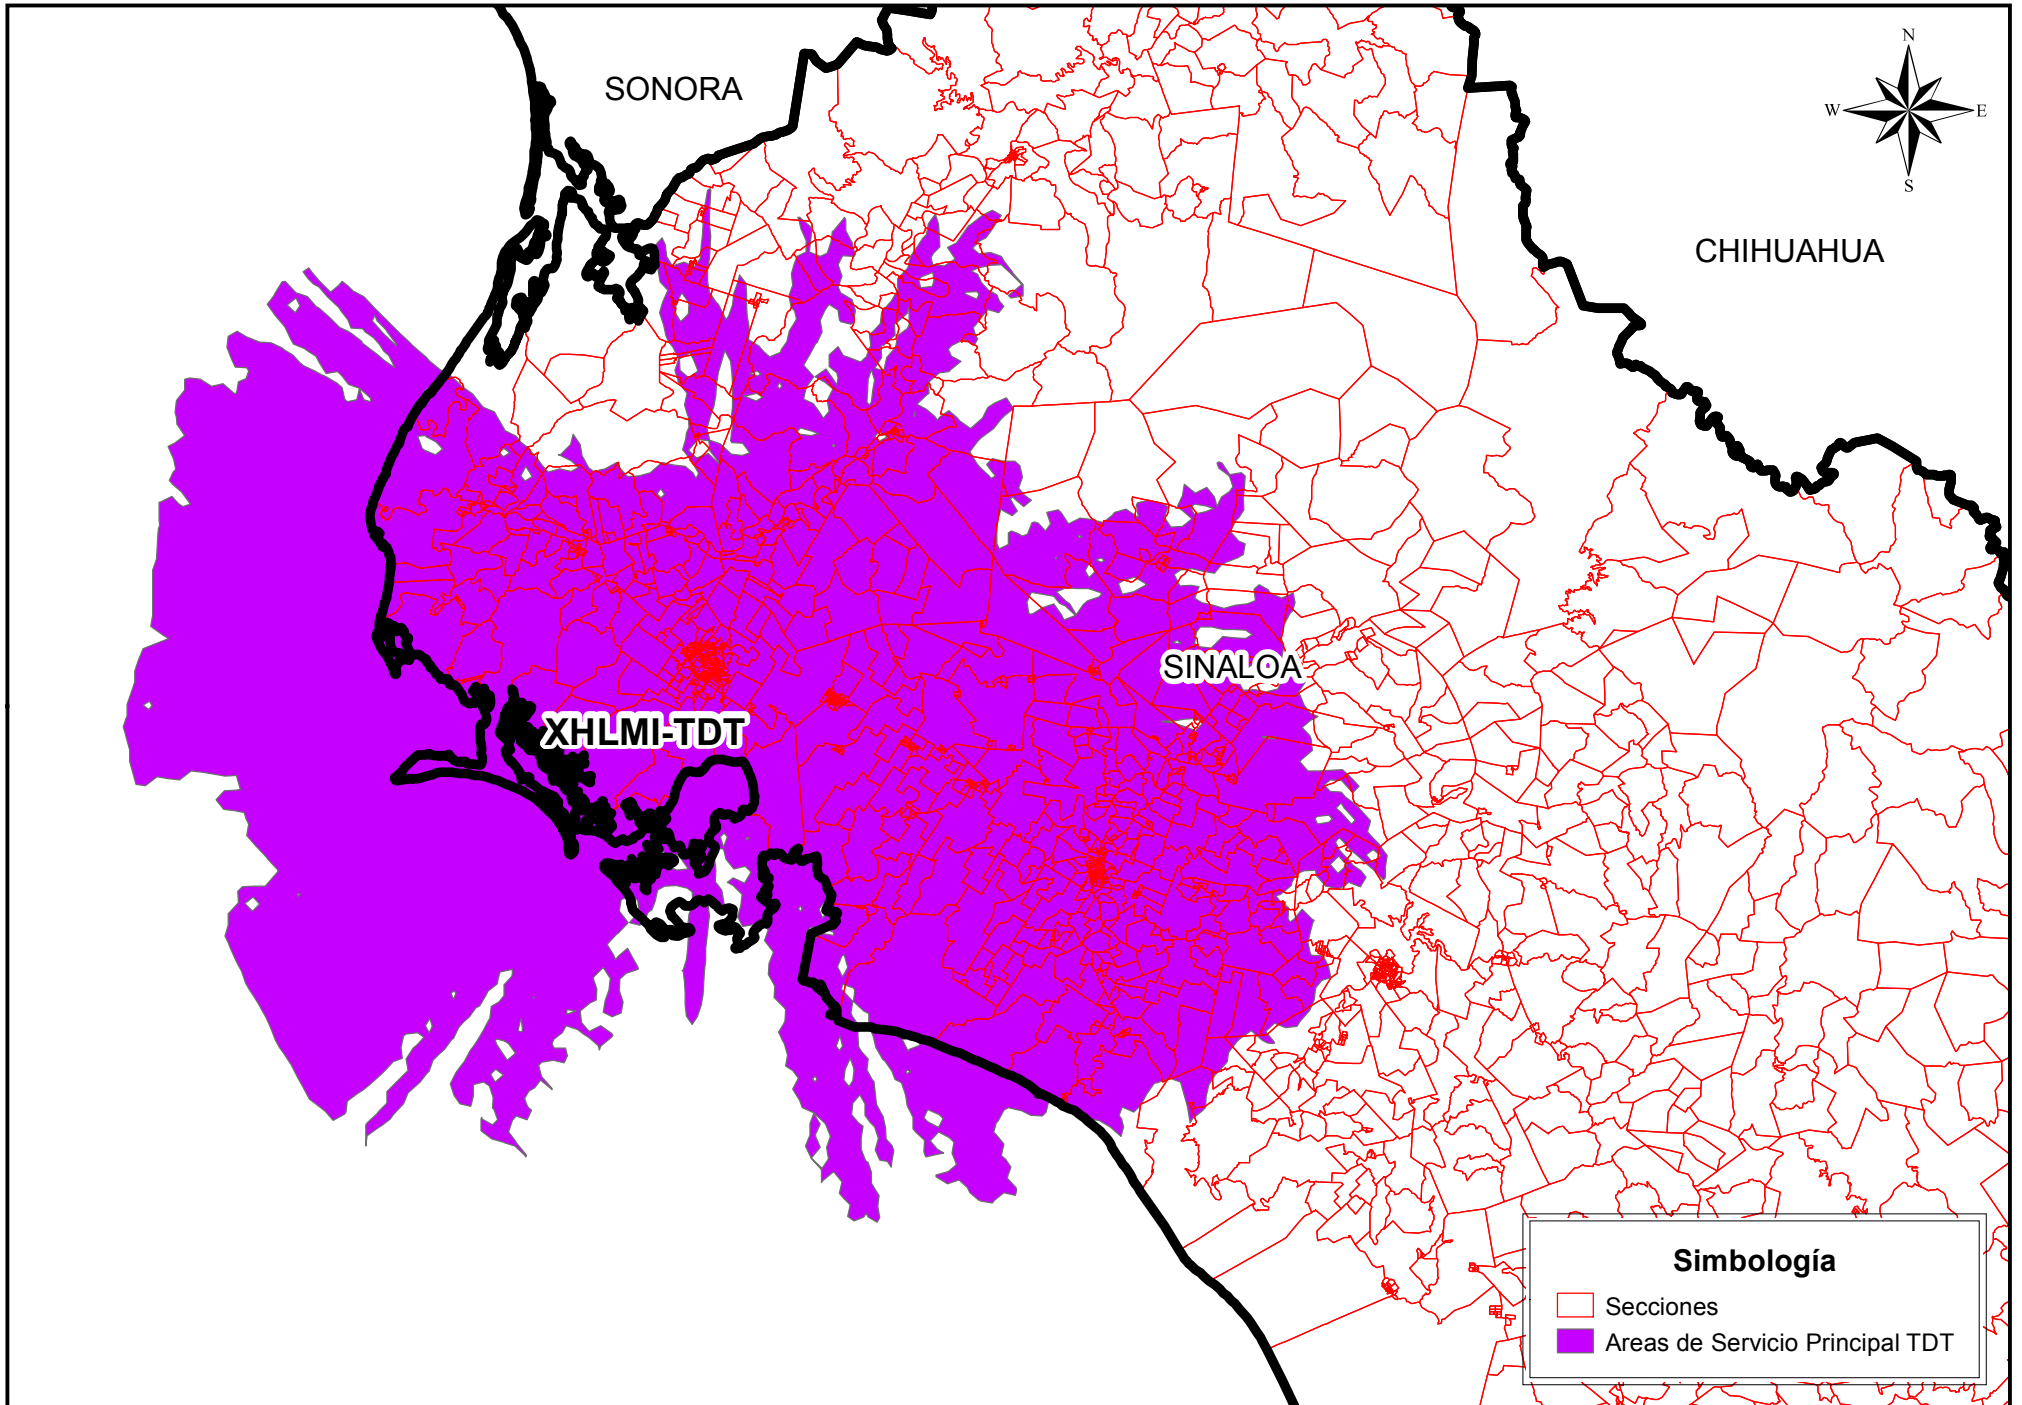 SONORA
N
W
E
S
CHIHUAHUA
SINALOA
XHLMI-TDT
Simbología
Secciones
Areas de Servicio Principal TDT